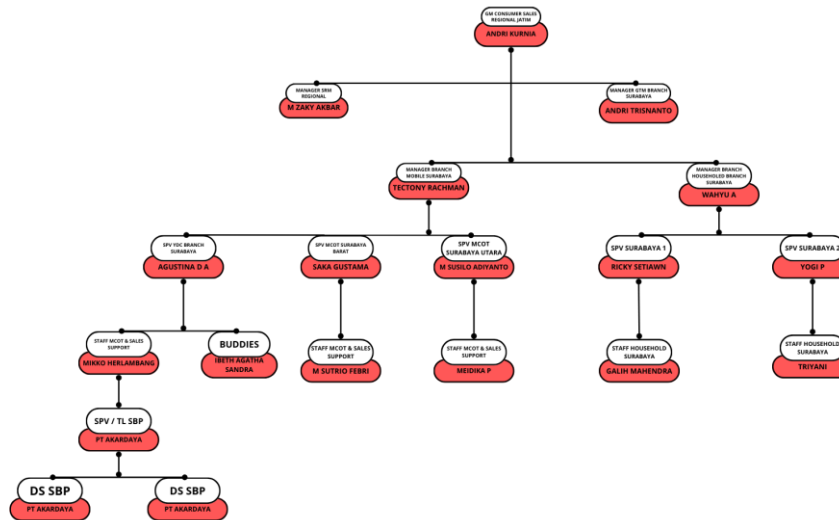 GM CONSUMER SALES
REGIONAL JATIM
ANDRI KURNIA
MANAGER SRM
REGIONAL
M ZAKY AKBAR
MANAGER GTM BRANCH
SURABAYA
ANDRI TRISNANTO
MANAGER BRANCH
MOBILE SURABAYA
TECTONY RACHMAN
MANAGER BRANCH
HOUSEHOLED BRANCH
SURABAYA
WAHYU A
SPV YDC BRANCH
SURABAYA
AGUSTINA D A
SPV MCOT SURABAYA
BARAT
SAKA GUSTAMA
SPV MCOT
SURABAYA UTARA
M SUSILO ADIYANTO
SPV SURABAYA 1
RICKY SETIAWN
SPV SURABAYA 2
YOGI P
STAFF MCOT & SALES
SUPPORT
MIKKO HERLAMBANG
BUDDIES
IBETH AGATHA
SANDRA
STAFF MCOT & SALES
SUPPORT
M SUTRIO FEBRI
STAFF MCOT & SALES
SUPPORT
MEIDIKA P
STAFF HOUSEHOLD
SURABAYA
GALIH MAHENDRA
STAFF HOUSEHOLD
SURABAYA
TRIYANI
SPV / TL SBP
PT AKARDAYA
DS SBP
PT AKARDAYA
DS SBP
PT AKARDAYA